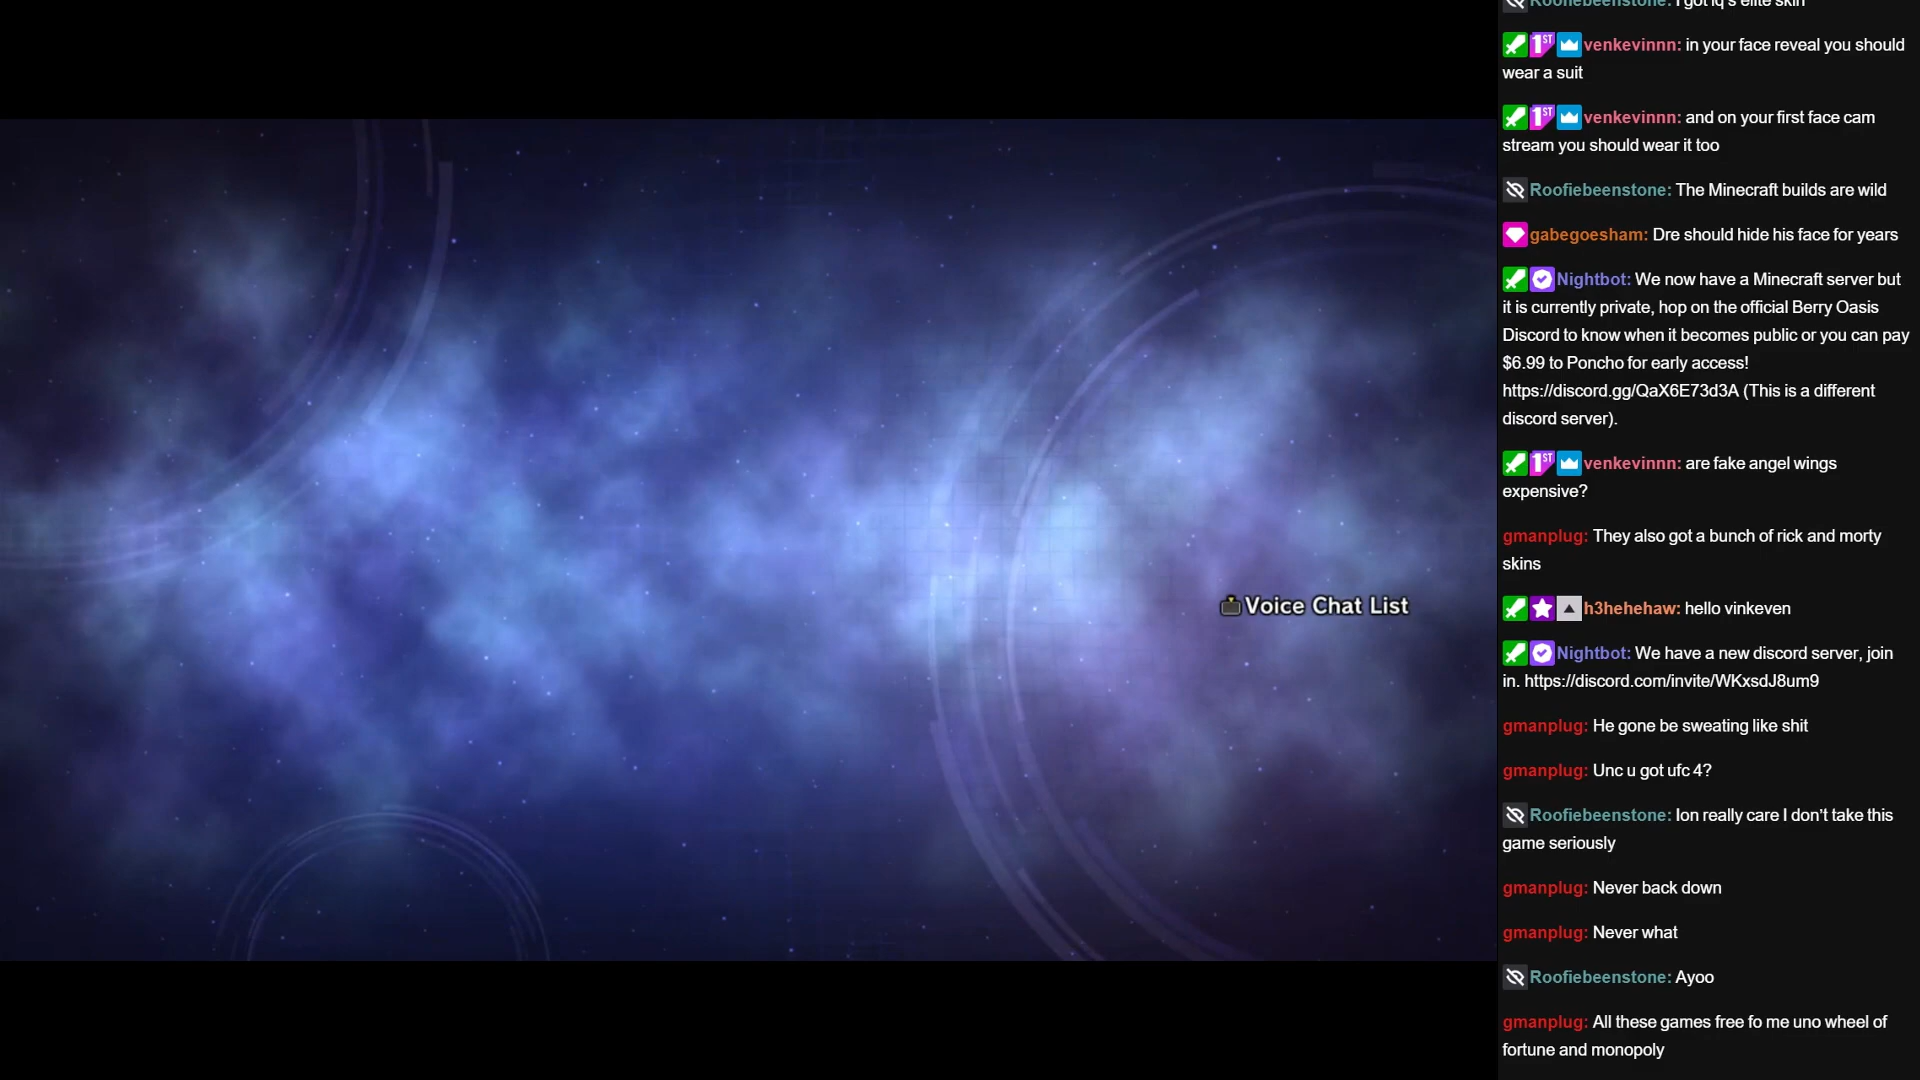 Roofiebeenstone: I got iq's elite skin
venkevinnn: in your face reveal you should
wear a suit
venkevinnn: and on your first face cam
stream you should wear it too
Roofiebeenstone: The Minecraft builds are wild
gabegoesham: Dre should hide his face for years
Nightbot: We now have a Minecraft server but
it is currently private, hop on the official Berry Oasis
Discord to know when it becomes public or you can pay
$6.99 to Poncho for early access!
https://discord.gg/QaX6E73d3A (This is a different
discord server).
venkevinnn: are fake angel wings
expensive?
gmanplug: They also got a bunch of rick and morty
skins
h3hehehaw: hello vinkeven
Nightbot: We have a new discord server, join
in. https://discord.com/invite/WKxsdJ8um9
gmanplug: He gone be sweating like shit
gmanplug: Unc u got ufc 4?
Roofiebeenstone: Ion really care I don't take this
game seriously
gmanplug: Never back down
gmanplug: Never what
Roofiebeenstone: Ayoo
gmanplug: All these games free fo me uno wheel of
fortune and monopoly
Voice Chat List